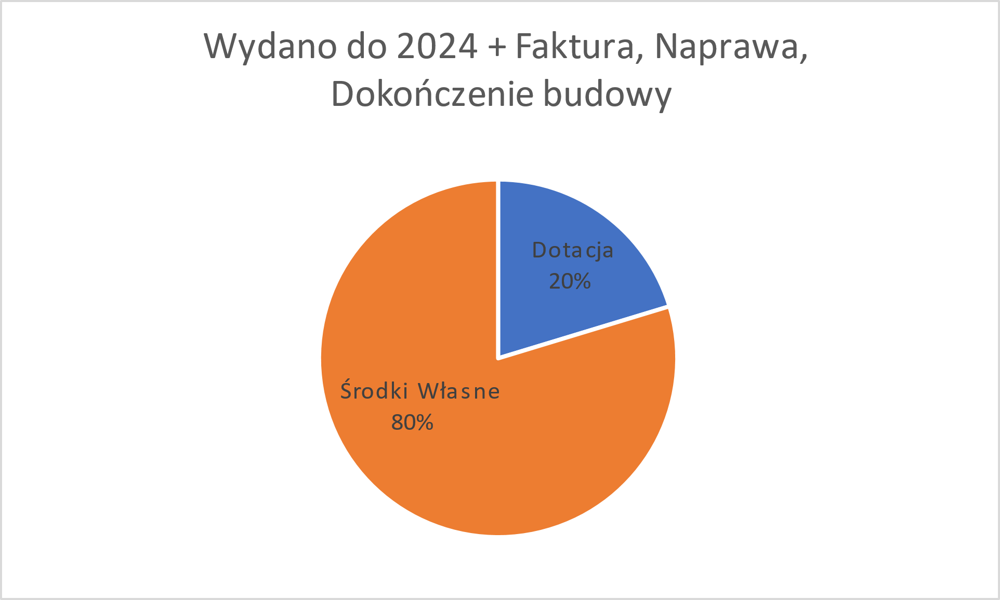 Wydano do 2024 + Faktura, Naprawa,
Dokończenie budowy
Dotacja
20%
Środki Własne
80%